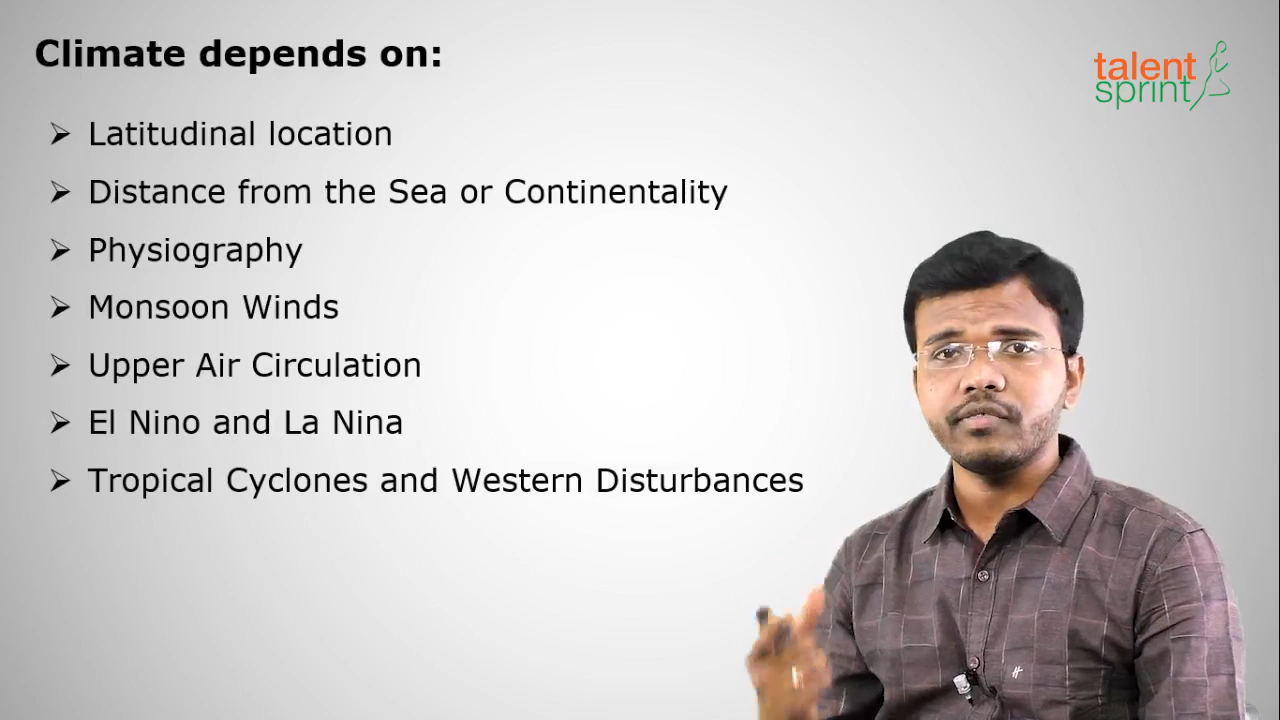 Climate depends on:
talent
sprint
Latitudinal location
Distance from the Sea or Continentality
Physiography
Monsoon Winds
Upper Air Circulation
El Nino and La Nina
Tropical Cyclones and Western Disturbances